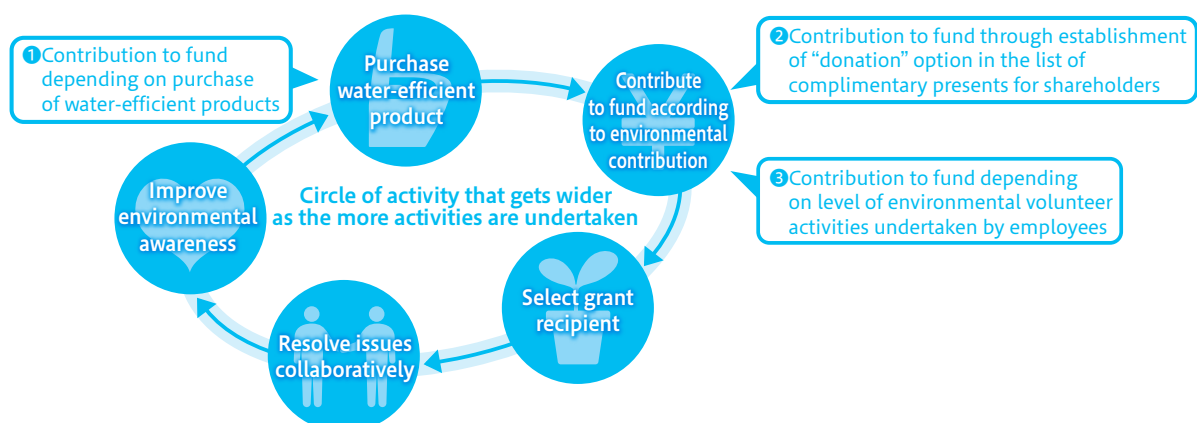 ❶Contribution to fund
depending on purchase
of water-efficient products
Purchase
water-efficient
product
Contribute
to fund according
to environmental
contribution
❷Contribution to fund through establishment
of “donation” option in the list of
complimentary presents for shareholders
❸Contribution to fund depending
on level of environmental volunteer
activities undertaken by employees
Improve
environmental
awareness
Circle of activity that gets wider
as the more activities are undertaken
Select grant
recipient
Resolve issues
collaboratively